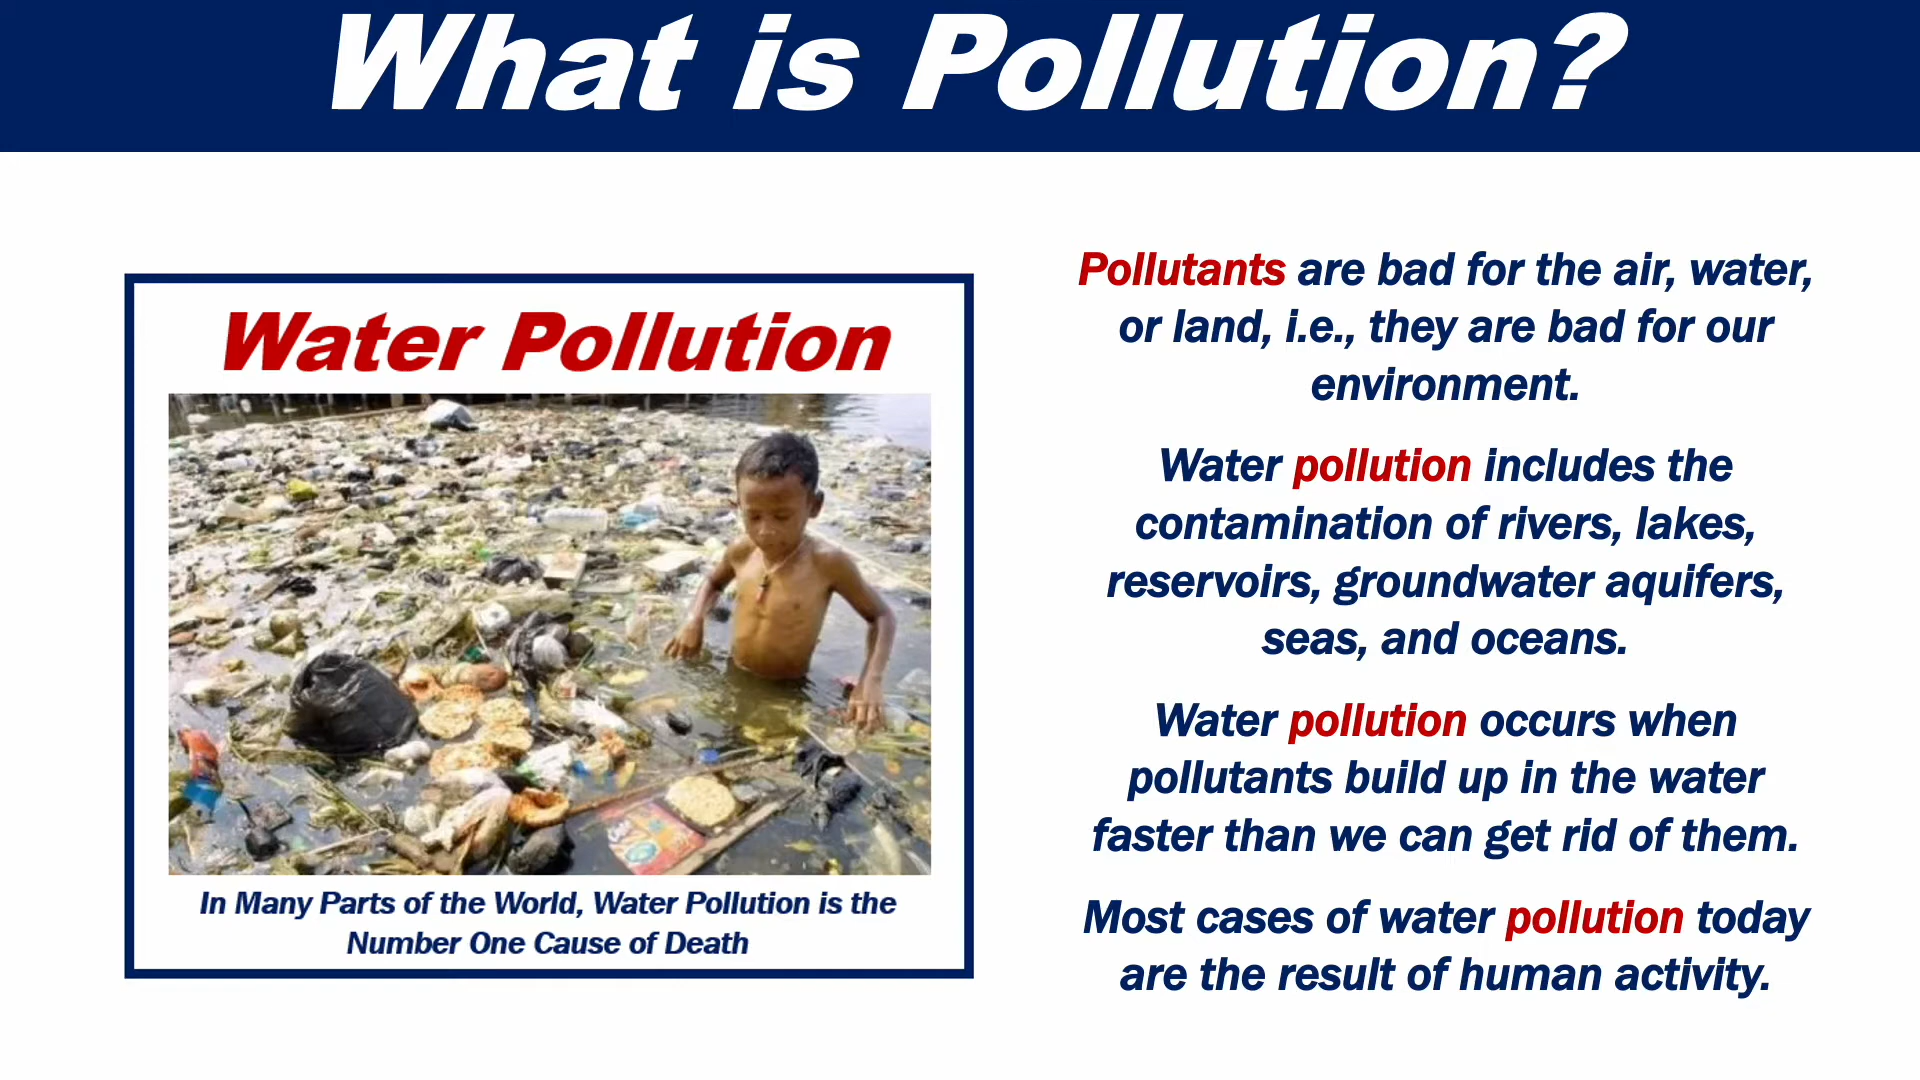 What is Pollution?
Water Pollution
In Many Parts of the World, Water Pollution is the
Number One Cause of Death
Pollutants are bad for the air, water,
or land, i.e., they are bad for our
environment.
Water pollution includes the
contamination of rivers, lakes,
reservoirs, groundwater aquifers,
seas, and oceans.
Water pollution occurs when
pollutants build up in the water
faster than we can get rid of them.
Most cases of water pollution today
are the result of human activity.